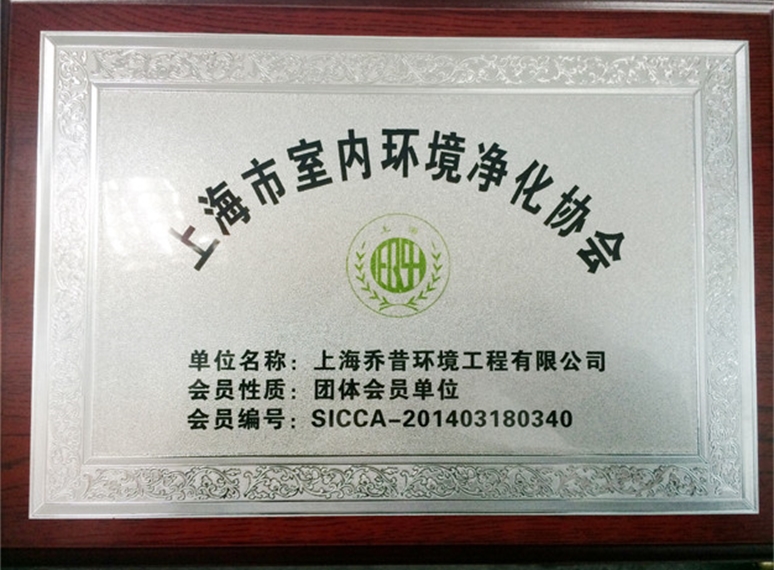 上海市室内环境净化协会
上海
单位名称：上海乔普环境工程有限公司
会员性质：团体会员单位
会员编号：SICCA-201403180340